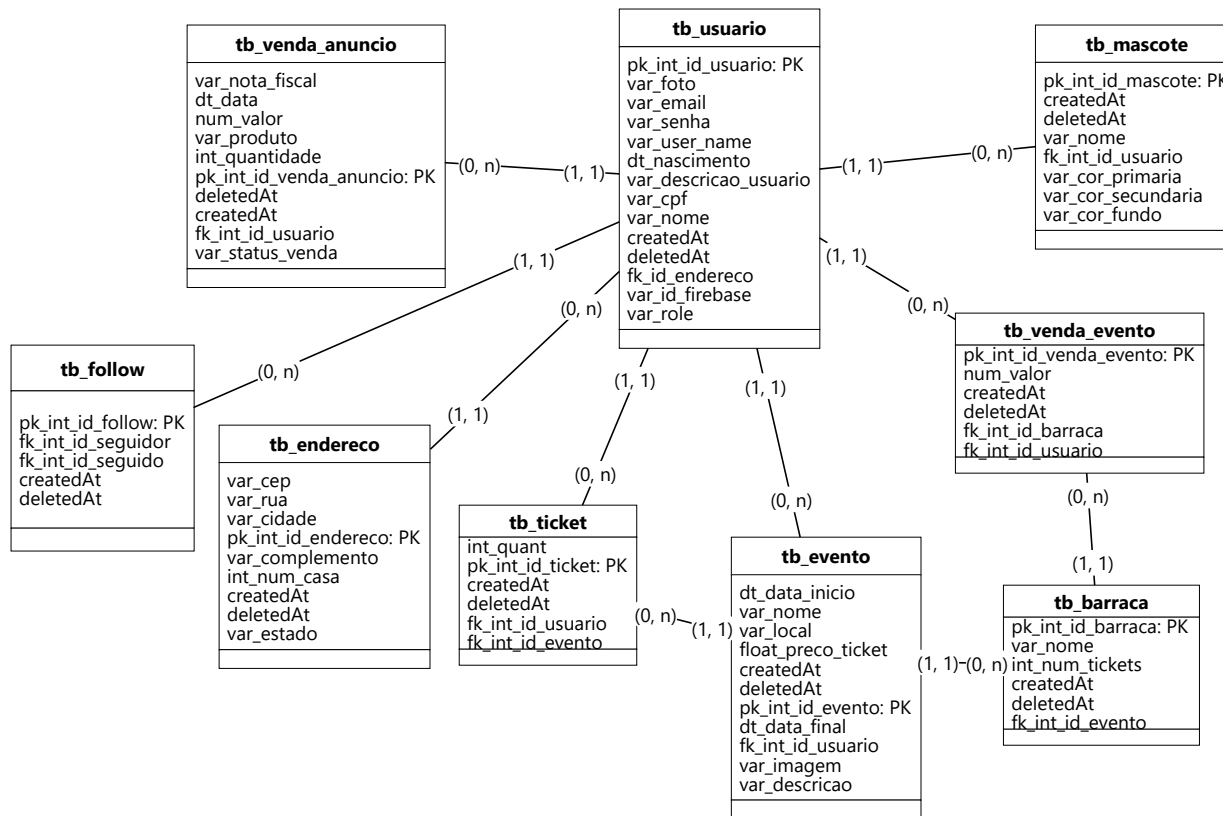 tb_venda_anuncio
var_nota_fiscal
dt_data
num_valor
var_produto
int_quantidade
pk_int_id_venda_anuncio: PK
deletedAt
createdAt
fk_int_id_usuario
var_status_venda
(0, n)
(1, 1)
tb_usuario
pk_int_id_usuario: PK
var_foto
var_email
var_senha
var_user_name
dt_nascimento
var_descricao_usuario
var_cpf
var_nome
createdAt
deletedAt
fk_id_endereco
var_id_firebase
var_role
(1, 1)
(0, n)
tb_mascote
pk_int_id_mascote: PK
createdAt
deletedAt
var_nome
fk_int_id_usuario
var_cor_primaria
var_cor_secundaria
var_cor_fundo
(1, 1)
(0, n)
(1, 1)
(0, n)
tb_follow
pk_int_id_follow: PK
fk_int_id_seguidor
fk_int_id_seguido
createdAt
deletedAt
(0, n)
(1, 1)
tb_endereco
var_cep
var_rua
var_cidade
pk_int_id_endereco: PK
var_complemento
int_num_casa
createdAt
deletedAt
var_estado
(1, 1)
(0, n)
tb_ticket
int_quant
pk_int_id_ticket: PK
createdAt
deletedAt
fk_int_id_usuario
fk_int_id_evento
(0, n)
(1, 1)
(1, 1)
(0, n)
tb_evento
dt_data_inicio
var_nome
var_local
float_preco_ticket
createdAt
deletedAt
pk_int_id_evento: PK
dt_data_final
fk_int_id_usuario
var_imagem
var_descricao
tb_venda_evento
pk_int_id_venda_evento: PK
num_valor
createdAt
deletedAt
fk_int_id_barraca
fk_int_id_usuario
(0, n)
(1, 1)
(1, 1)
(0, n)
tb_barraca
pk_int_id_barraca: PK
var_nome
int_num_tickets
createdAt
deletedAt
fk_int_id_evento